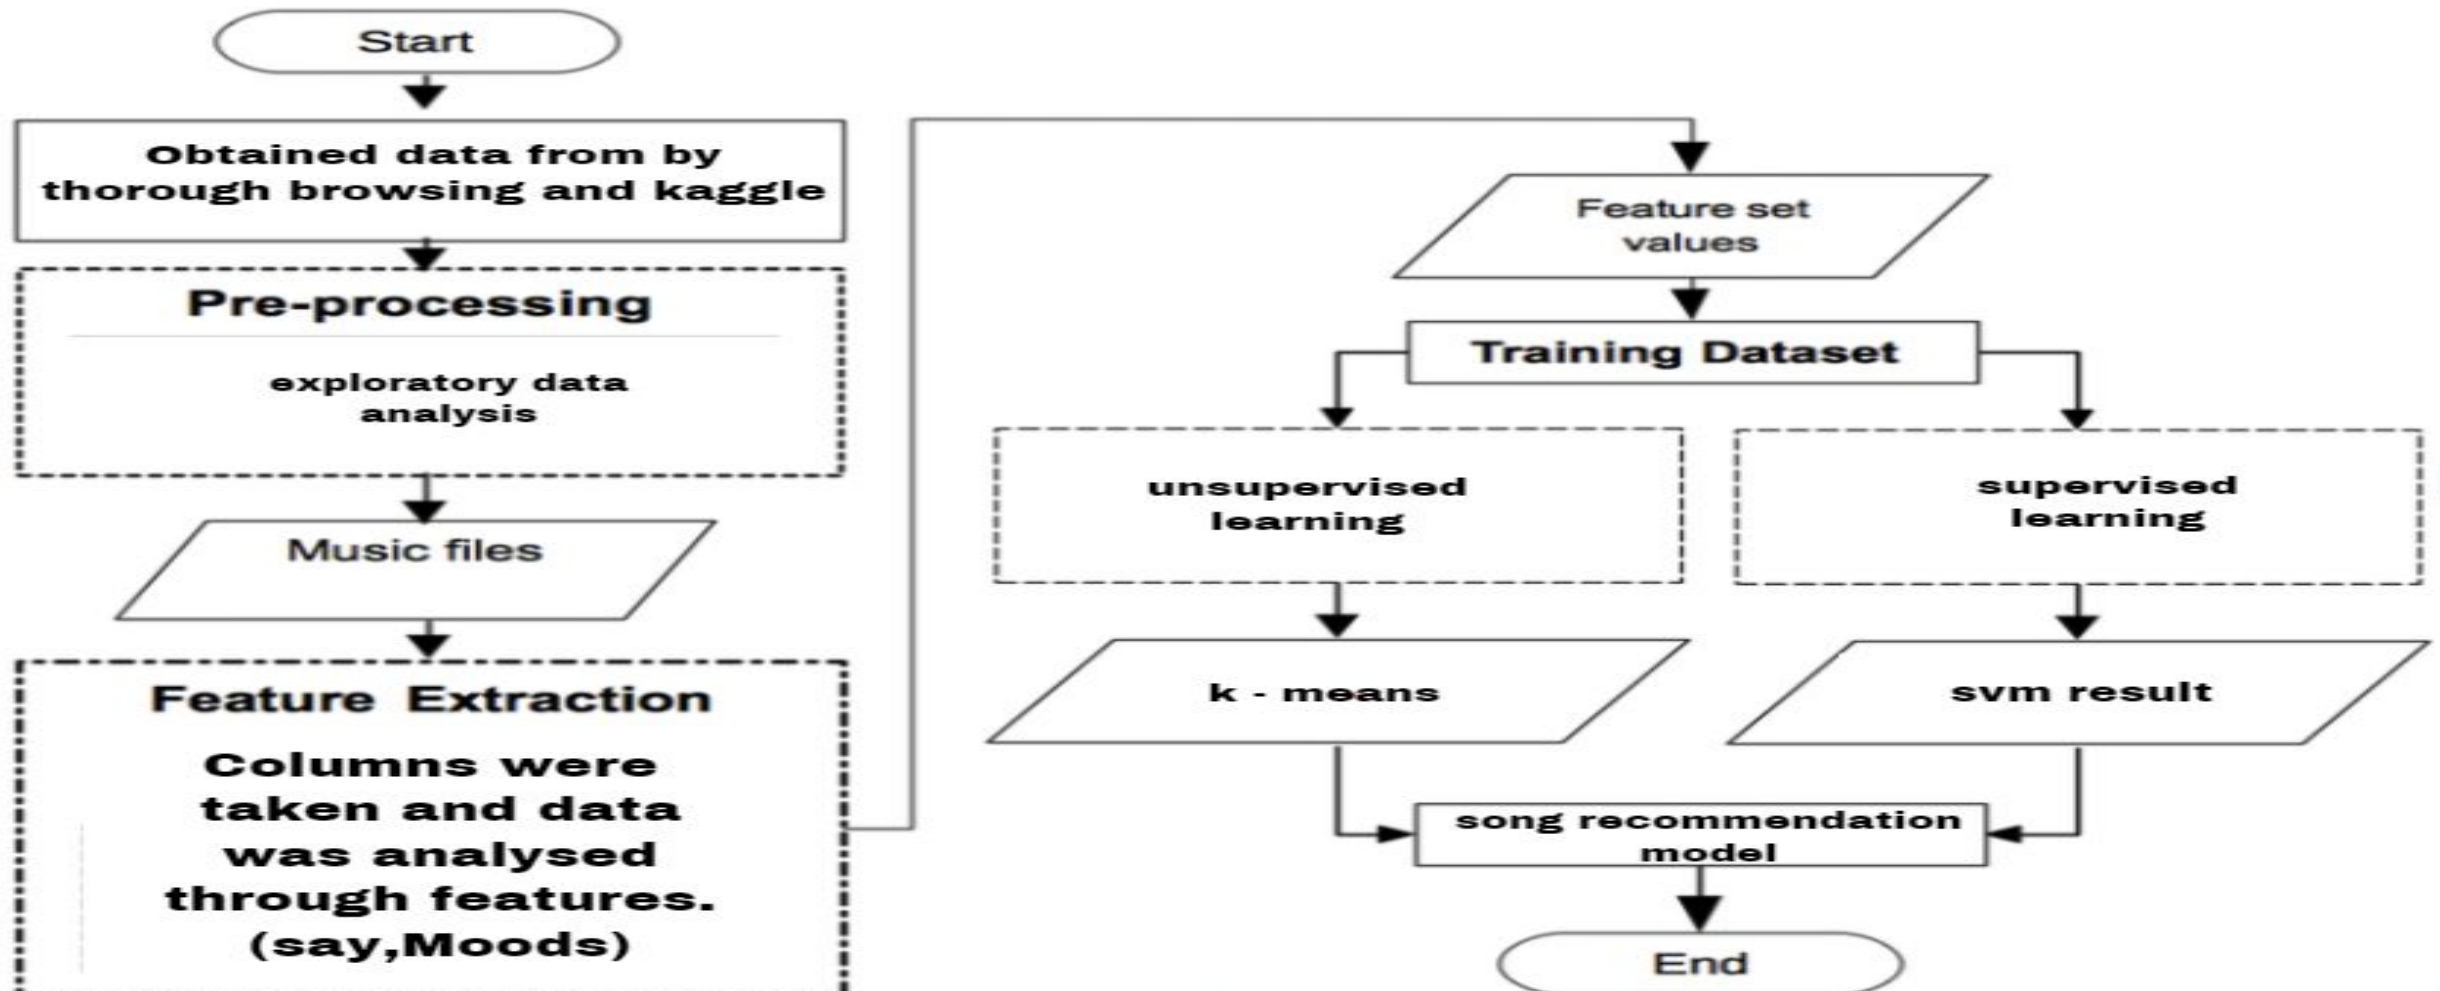 Start
Obtained data from by
thorough browsing and kaggle
Pre-processing
exploratory data
analysis
Music files
Feature Extraction
Columns were
taken and data
was analysed
through features.
(say,Moods)
Feature set
values
Training Dataset
unsupervised
learning
supervised
learning
k - means
svm result
song recommendation
model
End